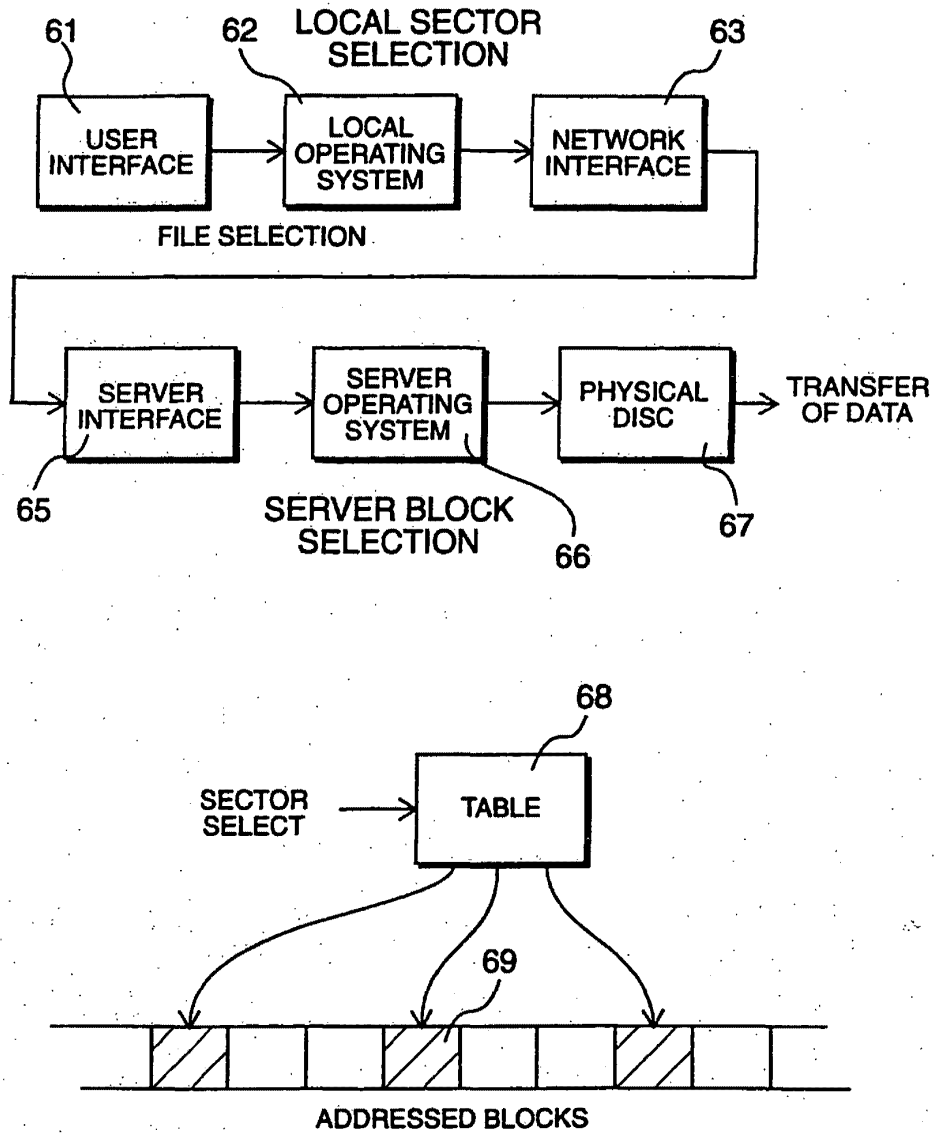 61
62
LOCAL SECTOR
SELECTION
63
USER
INTERFACE
LOCAL
OPERATING
SYSTEM
NETWORK
INTERFACE
FILE SELECTION
SERVER
INTERFACE
SERVER
OPERATING
SYSTEM
PHYSICAL
DISC
TRANSFER
OF DATA
65
SERVER BLOCK
SELECTION
66
67
68
SECTOR
SELECT
TABLE
69
ADDRESSED BLOCKS